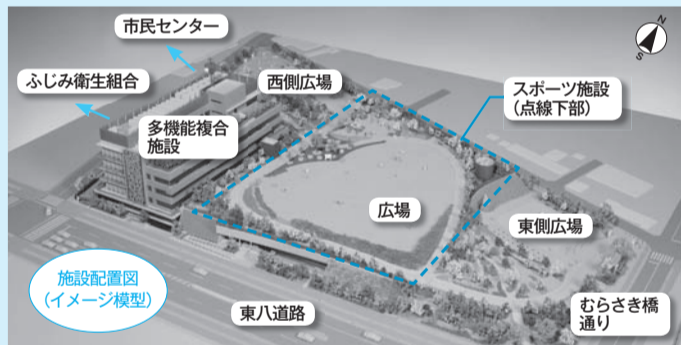 市民センター
N
S
ふじみ衛生組合
西側広場
スポーツ施設
(点線下部)
多機能複合
施設
広場
東側広場
施設配置図
(イメージ模型)
東八道路
むらさき橋
通り